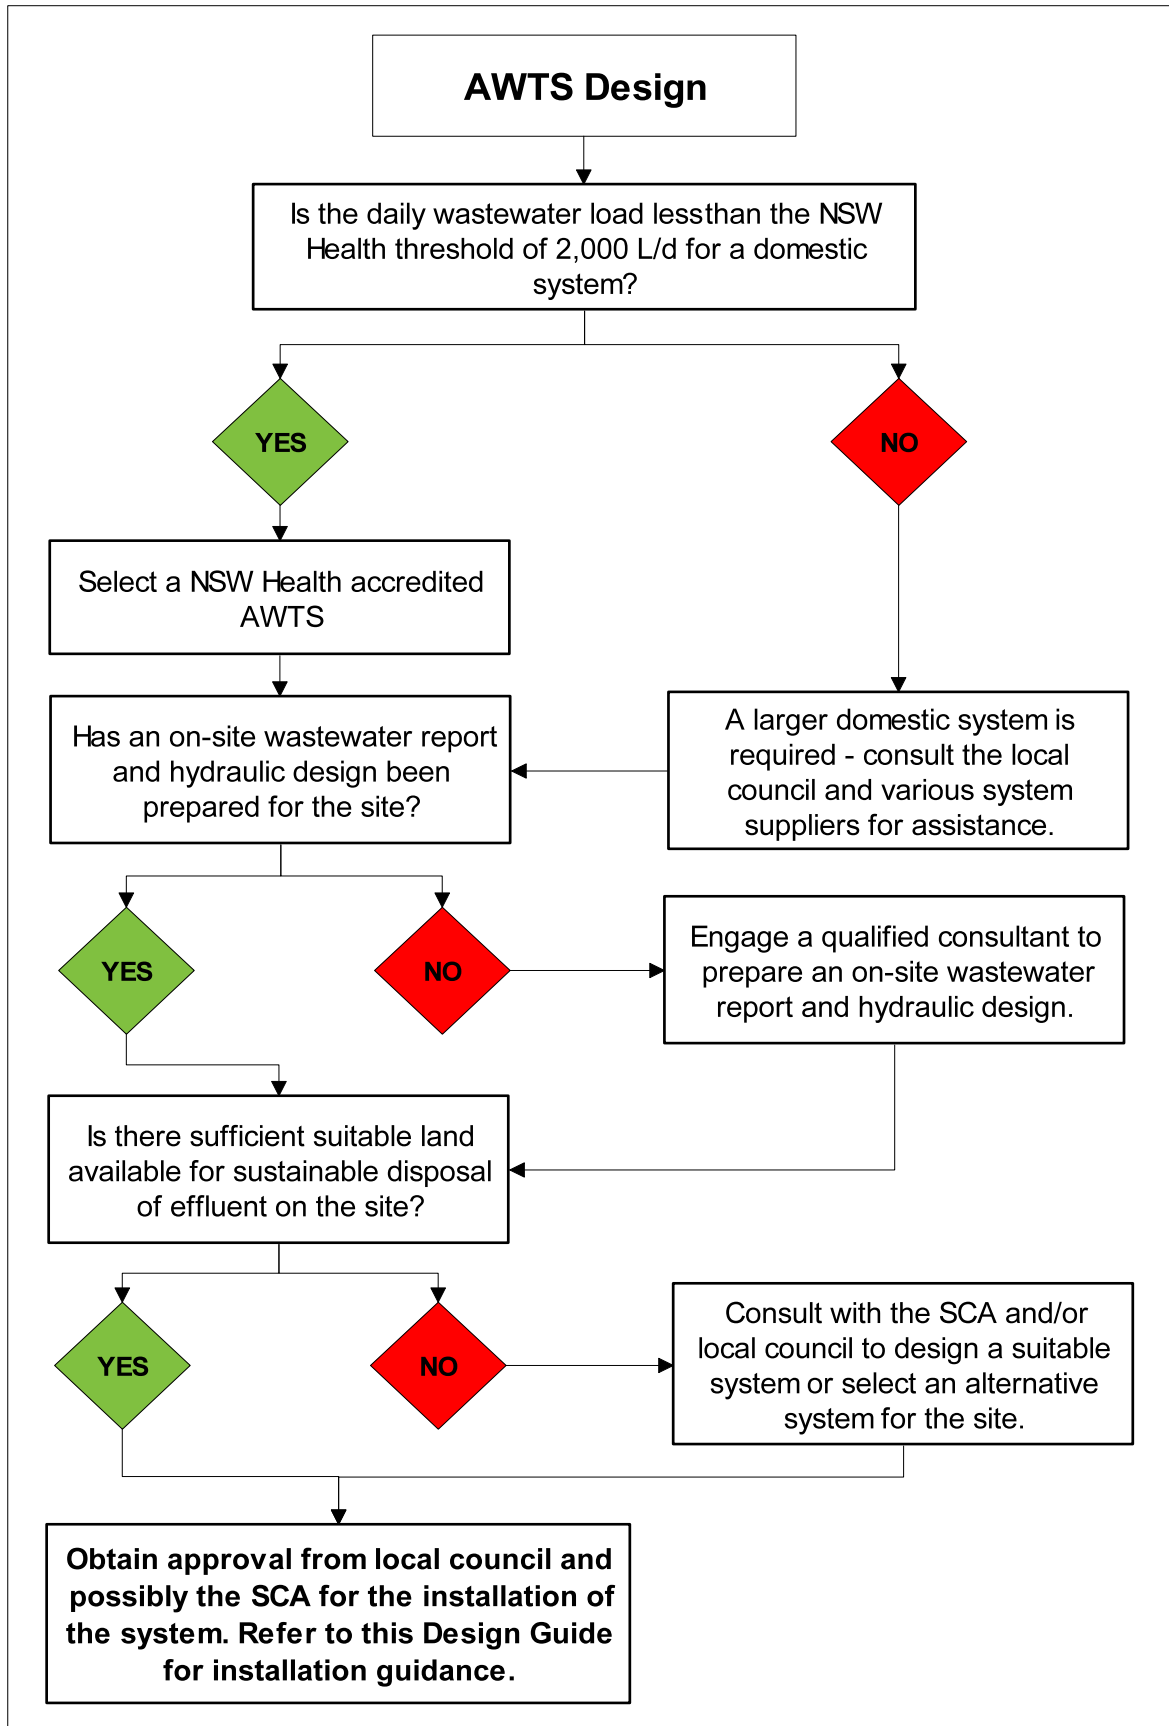 AWTS Design
Is the daily wastewater load lessthan the NSW
Health threshold of 2,000 L/d for a domestic
system?
YES
NO
Select a NSW Health accredited
AWTS
Has an on-site wastewater report
and hydraulic design been
prepared for the site?
A larger domestic system is
required - consult the local
council and various system
suppliers for assistance.
YES
NO
Engage a qualified consultant to
prepare an on-site wastewater
report and hydraulic design.
Is there sufficient suitable land
available for sustainable disposal
of effluent on the site?
YES
NO
Consult with the SCA and/or
local council to design a suitable
system or select an alternative
system for the site.
Obtain approval from local council and
possibly the SCA for the installation of
the system. Refer to this Design Guide
for installation guidance.